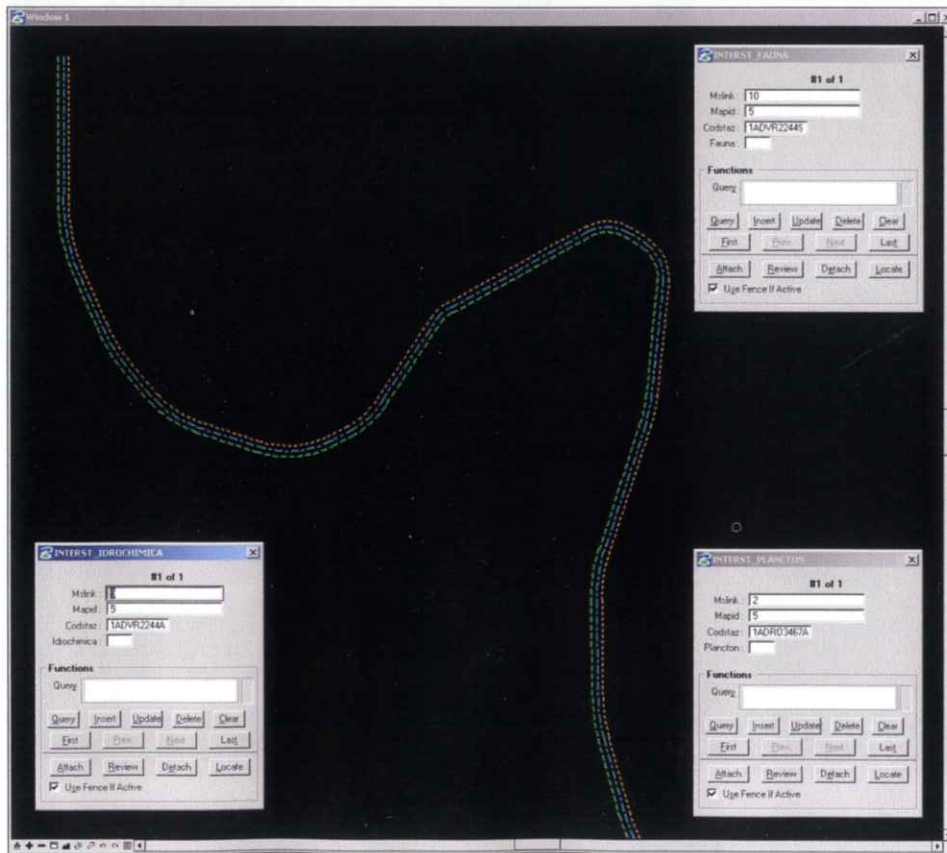 Window 1
INTERST_FAUNA
#1 of 1
Mslink : 10
Mapid : 5
Codstaz : 1ADVR2244S
Fauna :
Functions
Query
Query Insert Update Delete Clear
First Prev Next Last
Attach Review Detach Locate
Use Fence If Active
INTERST_IDROCHIMICA
#1 of 1
Mslink :
Mapid : 5
Codstaz : 1ADVR2244A
Idiochimica :
Functions
Query
Query Insert Update Delete Clear
First Prev Next Last
Attach Review Detach Locate
Use Fence If Active
INTERST_PLANCTON
#1 of 1
Mslink : 2
Mapid : 5
Codstaz : 1ADRO3467A
Plancton :
Functions
Query
Query Insert Update Delete Clear
First Prev Next Last
Attach Review Detach Locate
Use Fence If Active